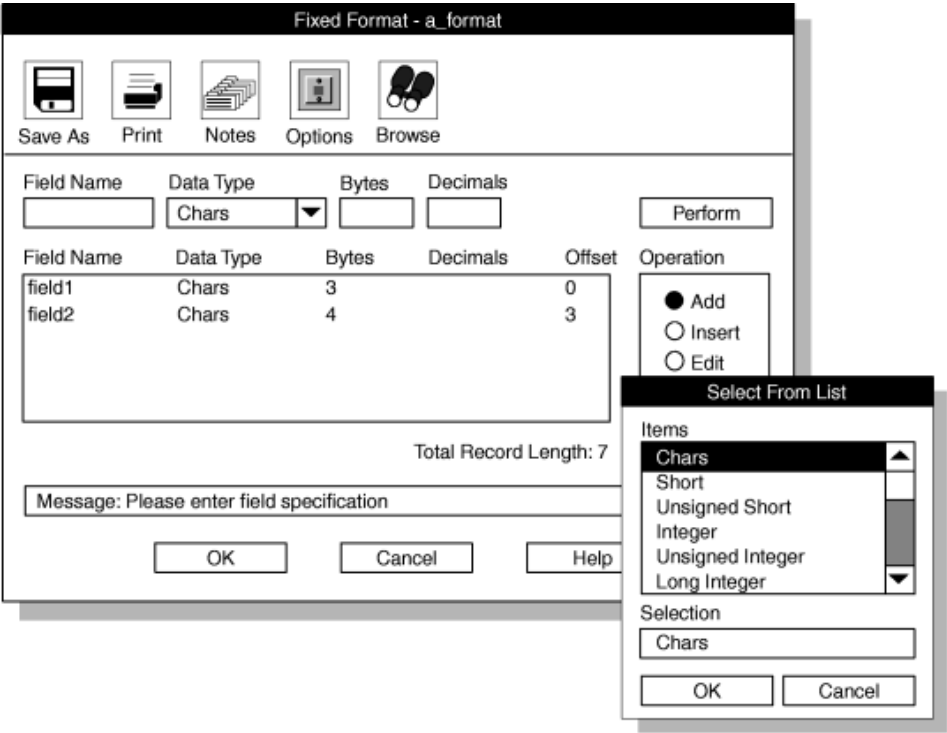 Fixed Format - a_format
Save As Print Notes Options Browse
Field Name Data Type Bytes Decimals
Chars Perform
Field Name Data Type Bytes Decimals Offset Operation
field1 Chars 3 0
field2 Chars 4 3
Add
Insert
Edit
Total Record Length: 7
Message: Please enter field specification
OK Cancel Help
Select From List
Items
Chars
Short
Unsigned Short
Integer
Unsigned Integer
Long Integer
Selection
Chars
OK Cancel